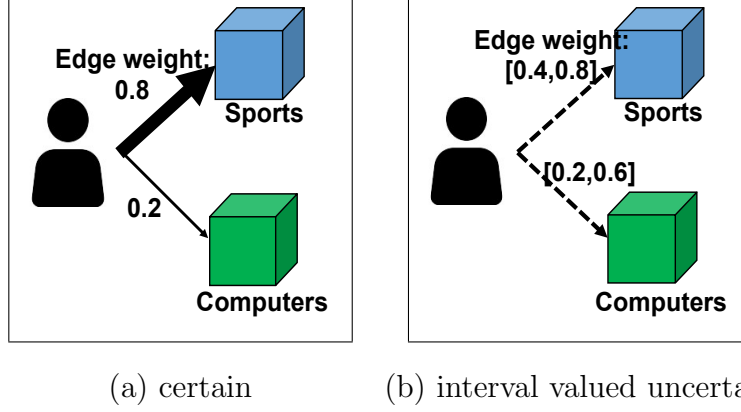 Edge weight:
0.8
Sports
0.2
Computers
(a) certain
Edge weight:
[0.4,0.8]
Sports
[0.2,0.6]
Computers
(b) interval valued uncerta